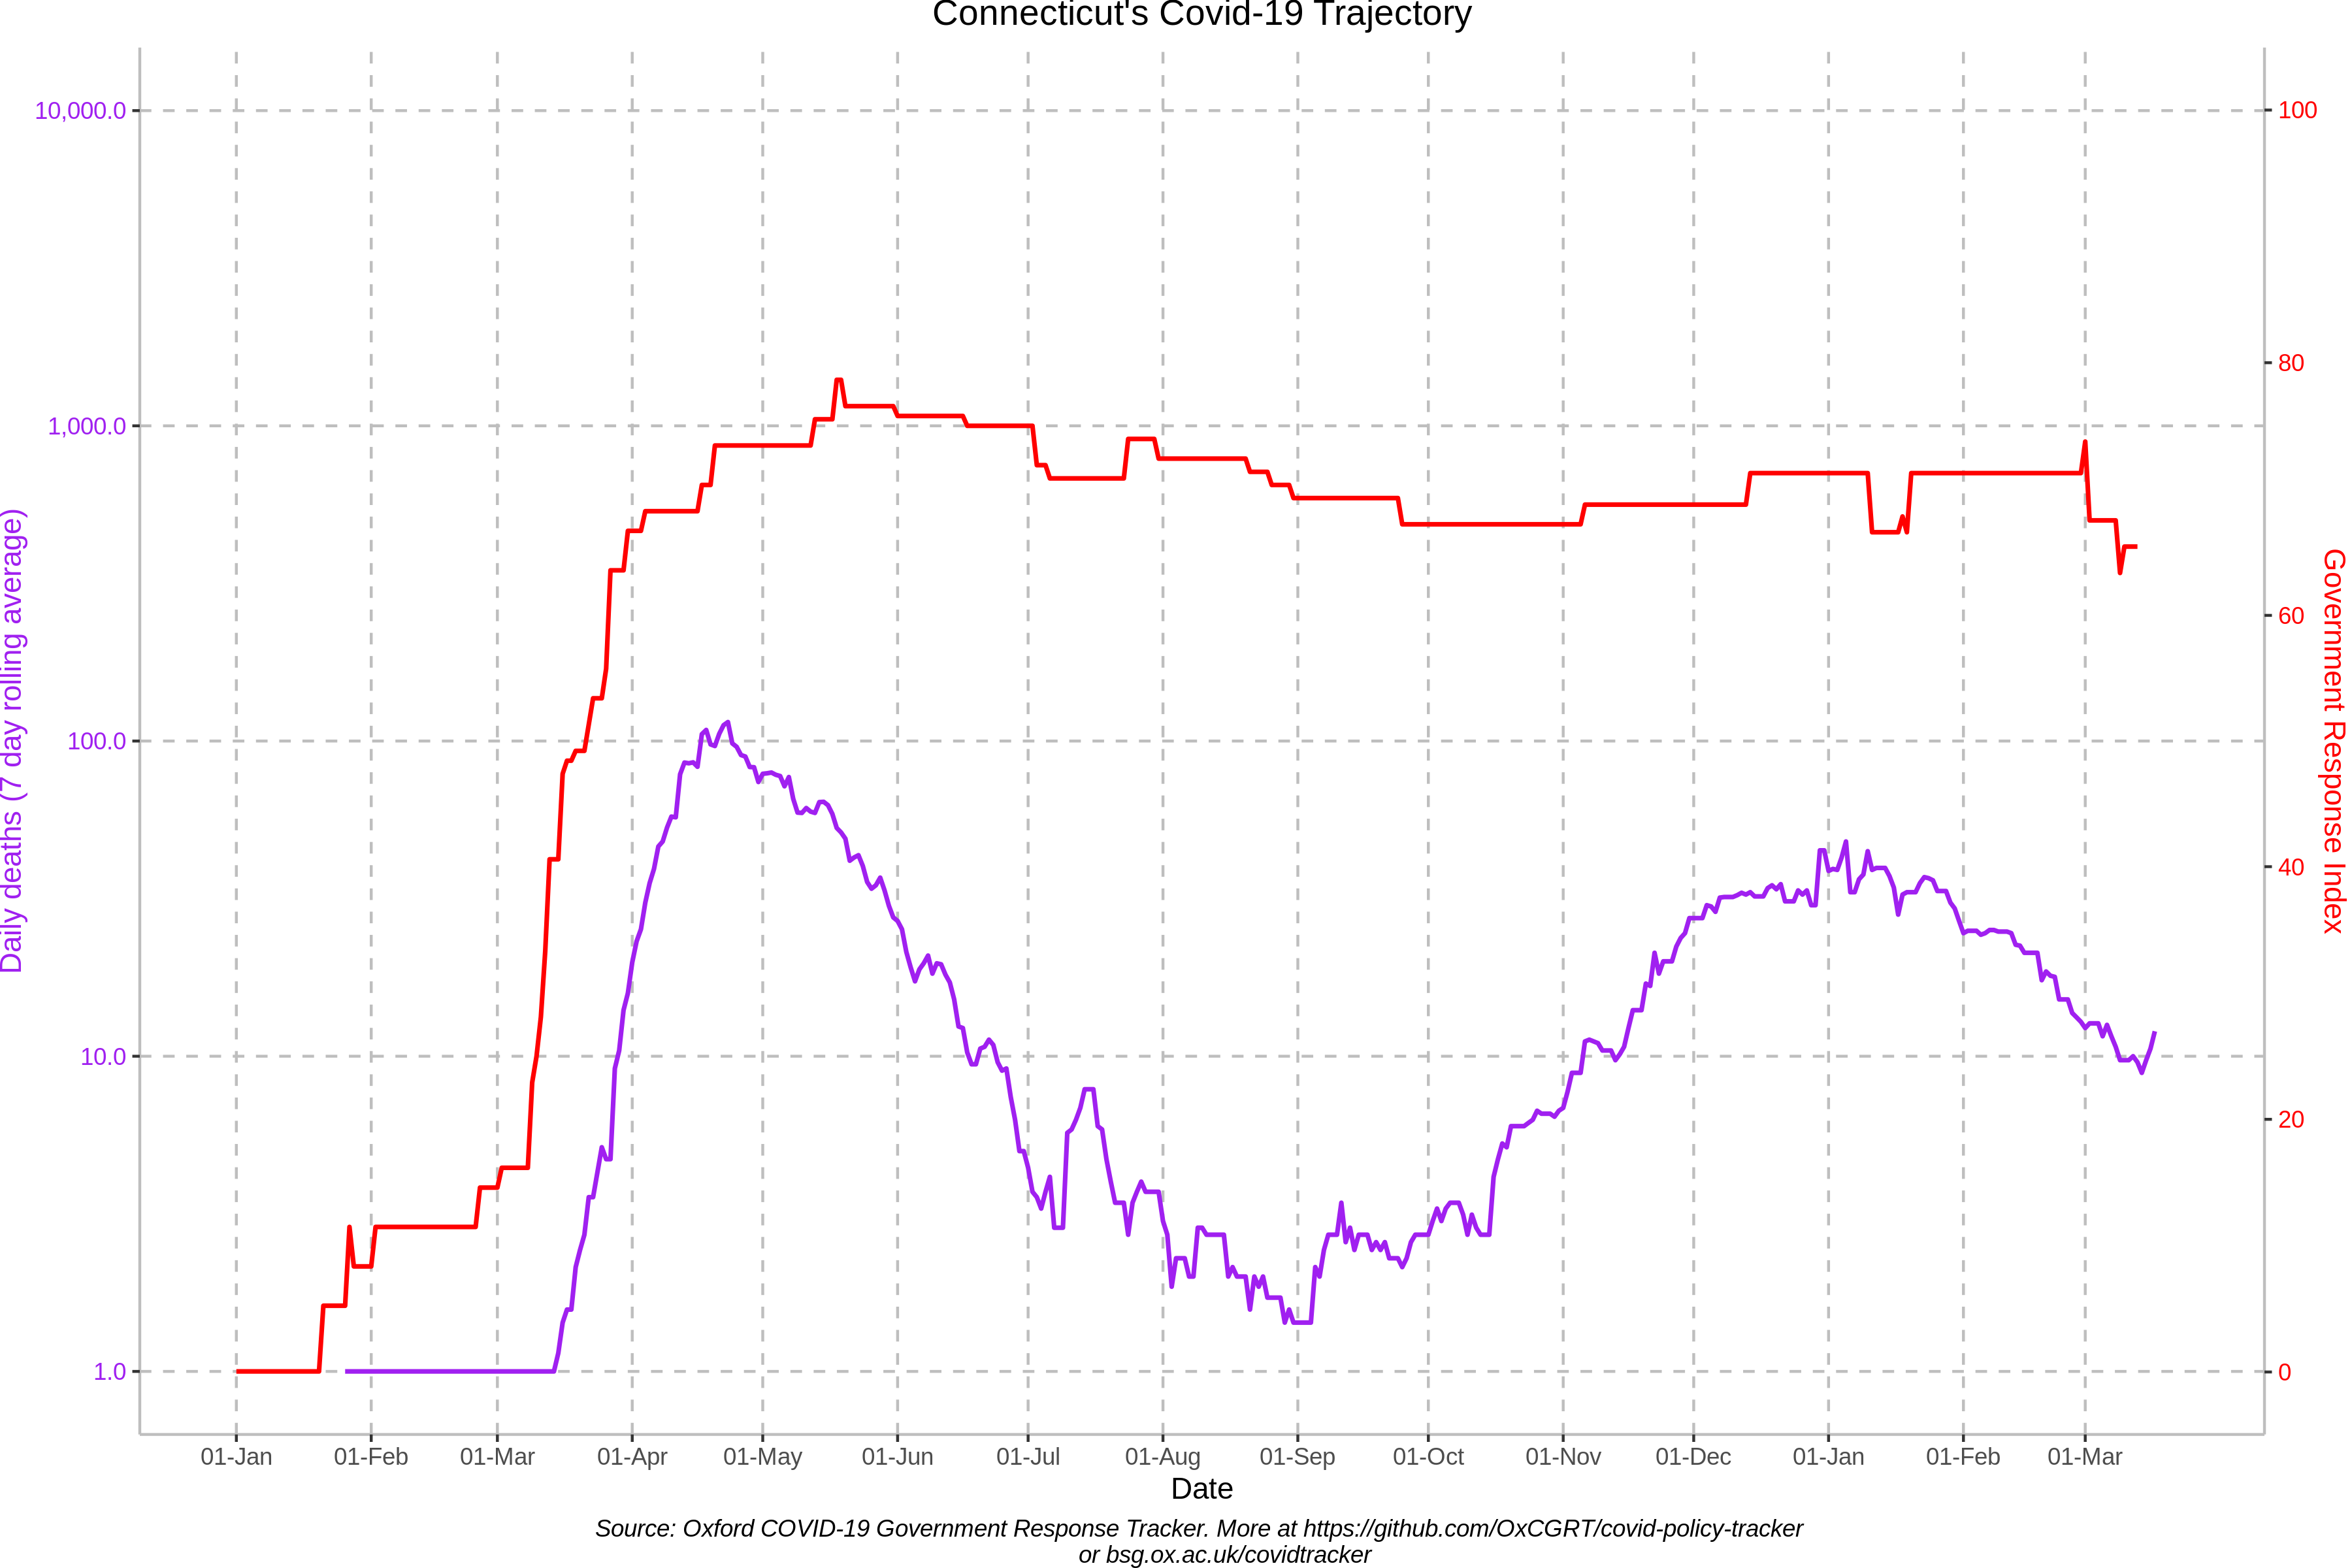 Connecticut's Covid-19 Trajectory
10,000.0
1,000.0
100.0
10.0
1.0
Daily deaths (7 day rolling average)
100
80
60
40
20
0
Government Response Index
01-Jan 01-Feb 01-Mar 01-Apr 01-May 01-Jun 01-Jul 01-Aug 01-Sep 01-Oct 01-Nov 01-Dec 01-Jan 01-Feb 01-Mar
Date
Source: Oxford COVID-19 Government Response Tracker. More at https://github.com/OxCGRT/covid-policy-tracker
or bsg.ox.ac.uk/covidtracker